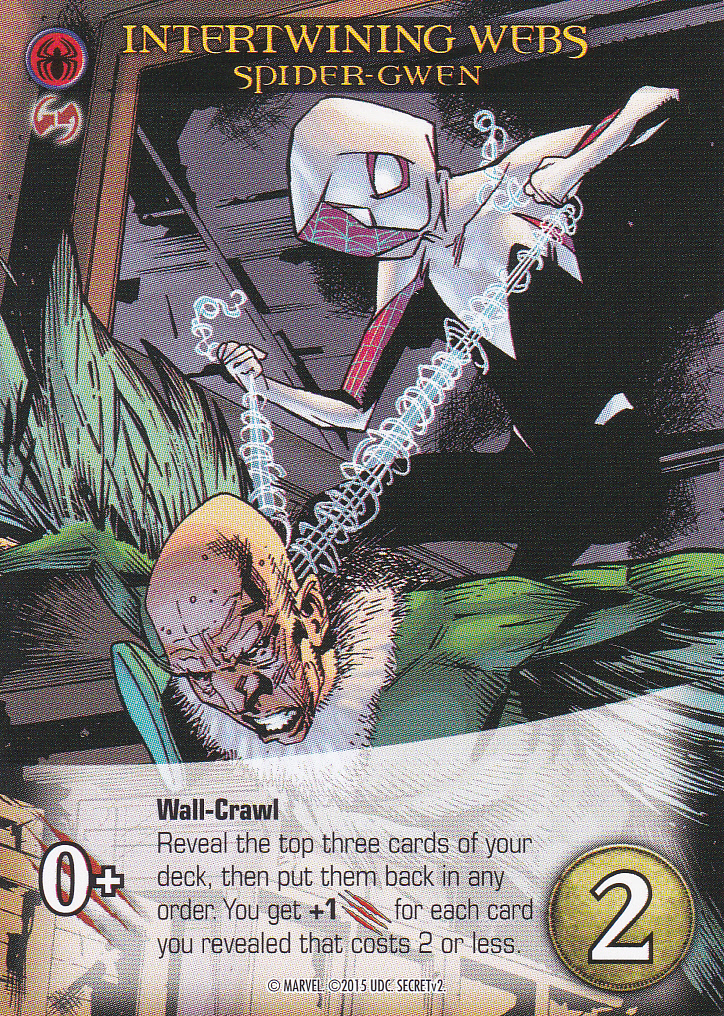 INTERTWINING WEBS
SPIDER-GWEN
Wall-Crawl
Reveal the top three cards of your
deck, then put them back in any
order. You get +1 for each card
you revealed that costs 2 or less.
0+
2
© MARVEL. ©2015 UDC. SECRETv2.